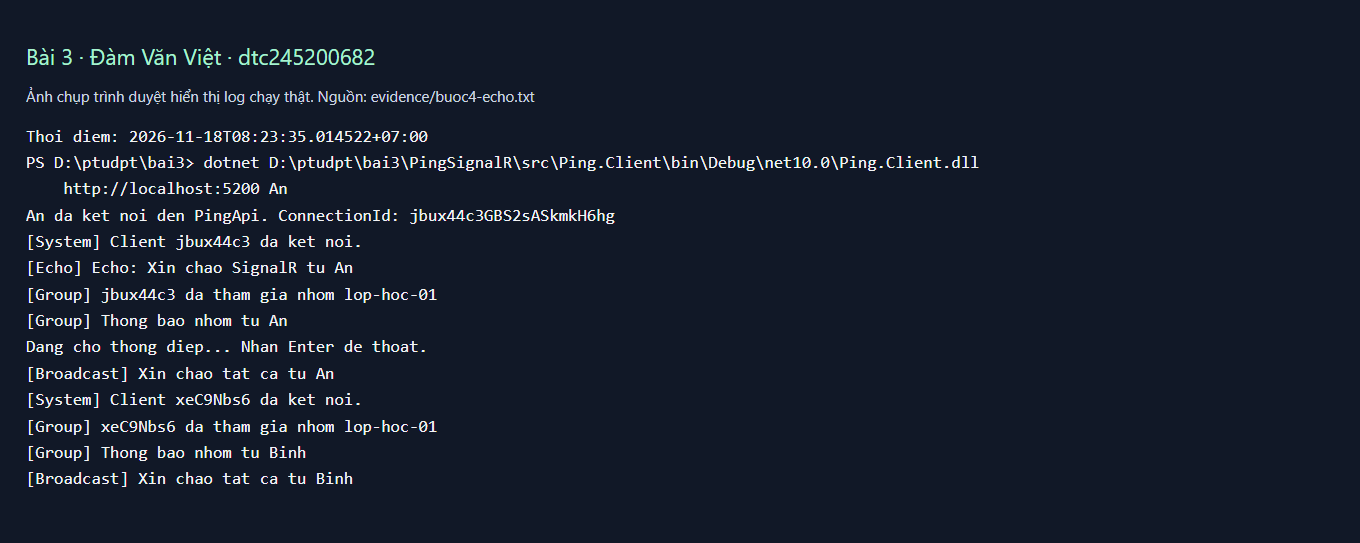 Bài 3 · Đàm Văn Việt · dtc245200682
Ảnh chụp trình duyệt hiển thị log chạy thật. Nguồn: evidence/buoc4-echo.txt
Thoi diem: 2026-11-18T08:23:35.014522+07:00
PS D:\ptudpt\bai3> dotnet D:\ptudpt\bai3\PingSignalR\src\Ping.Client\bin\Debug\net10.0\Ping.Client.dll
http://localhost:5200 An
An da ket noi den PingApi. ConnectionId: jbux44c3GBS2sASkmkH6hg
[System] Client jbux44c3 da ket noi.
[Echo] Echo: Xin chao SignalR tu An
[Group] jbux44c3 da tham gia nhom lop-hoc-01
[Group] Thong bao nhom tu An
Dang cho thong diep... Nhan Enter de thoat.
[Broadcast] Xin chao tat ca tu An
[System] Client xeC9Nbs6 da ket noi.
[Group] xeC9Nbs6 da tham gia nhom lop-hoc-01
[Group] Thong bao nhom tu Binh
[Broadcast] Xin chao tat ca tu Binh